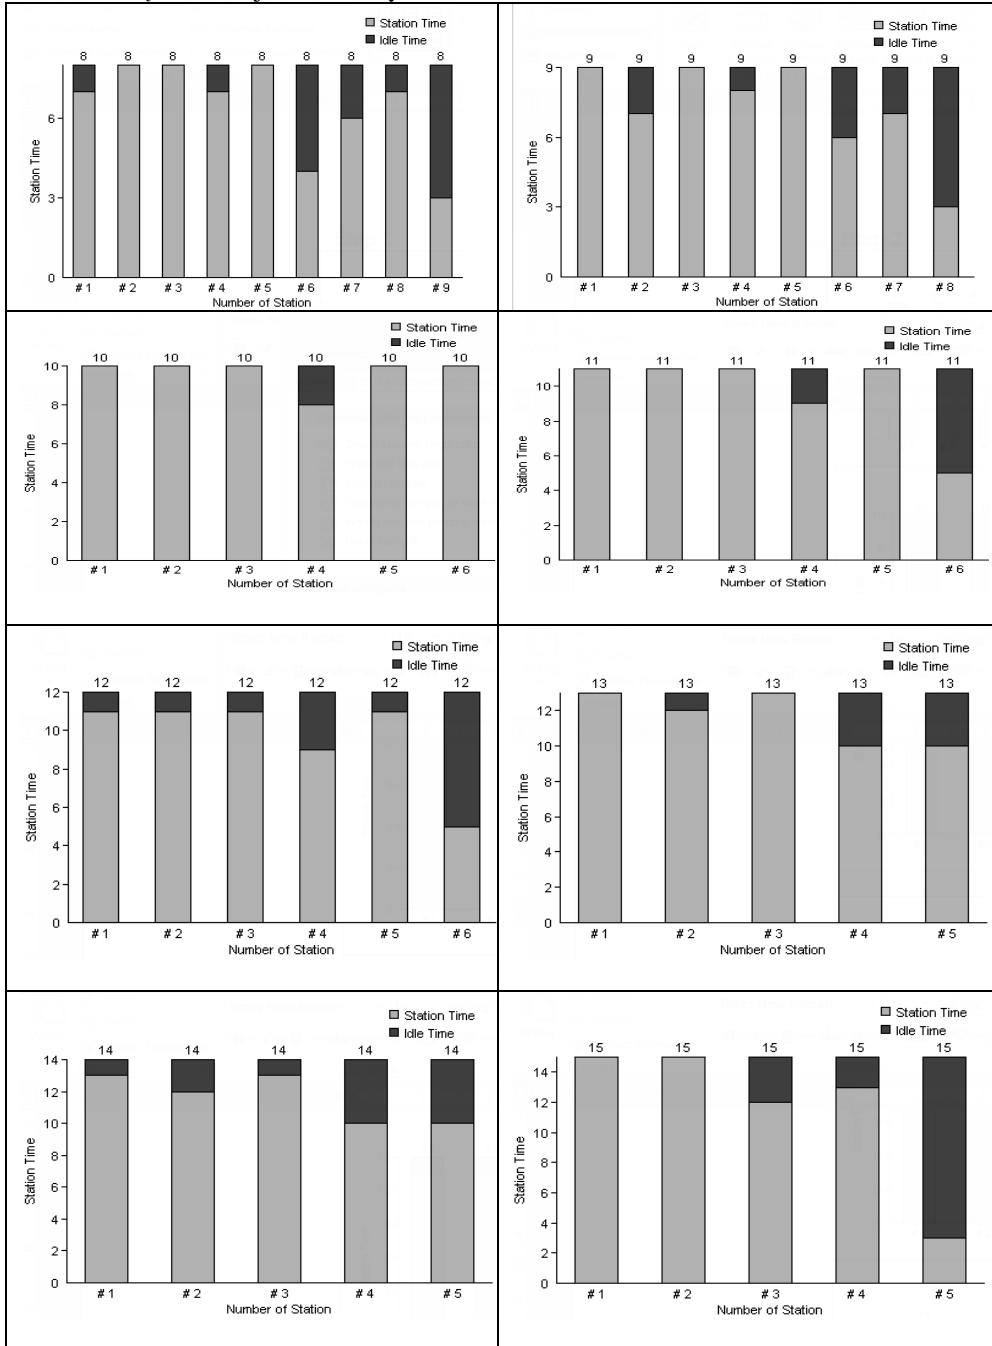 Station Time
Idle Time
8 8 8 8 8 8 8 8 8
6
3
0
Station Time
# 1 # 2 # 3 # 4 # 5 # 6 # 7 # 8 # 9
Number of Station
Station Time
Idle Time
9 9 9 9 9 9 9 9
9
6
3
0
Station Time
# 1 # 2 # 3 # 4 # 5 # 6 # 7 # 8
Number of Station
Station Time
Idle Time
10 10 10 10 10 10
10
8
6
4
2
0
Station Time
# 1 # 2 # 3 # 4 # 5 # 6
Number of Station
Station Time
Idle Time
11 11 11 11 11 11
10
8
6
4
2
0
Station Time
# 1 # 2 # 3 # 4 # 5 # 6
Number of Station
Station Time
Idle Time
12 12 12 12 12 12
12
10
8
6
4
2
0
Station Time
# 1 # 2 # 3 # 4 # 5 # 6
Number of Station
Station Time
Idle Time
13 13 13 13 13
12
10
8
6
4
2
0
Station Time
# 1 # 2 # 3 # 4 # 5
Number of Station
Station Time
Idle Time
14 14 14 14 14
14
12
10
8
6
4
2
0
Station Time
# 1 # 2 # 3 # 4 # 5
Number of Station
Station Time
Idle Time
15 15 15 15 15
14
12
10
8
6
4
2
0
Station Time
# 1 # 2 # 3 # 4 # 5
Number of Station